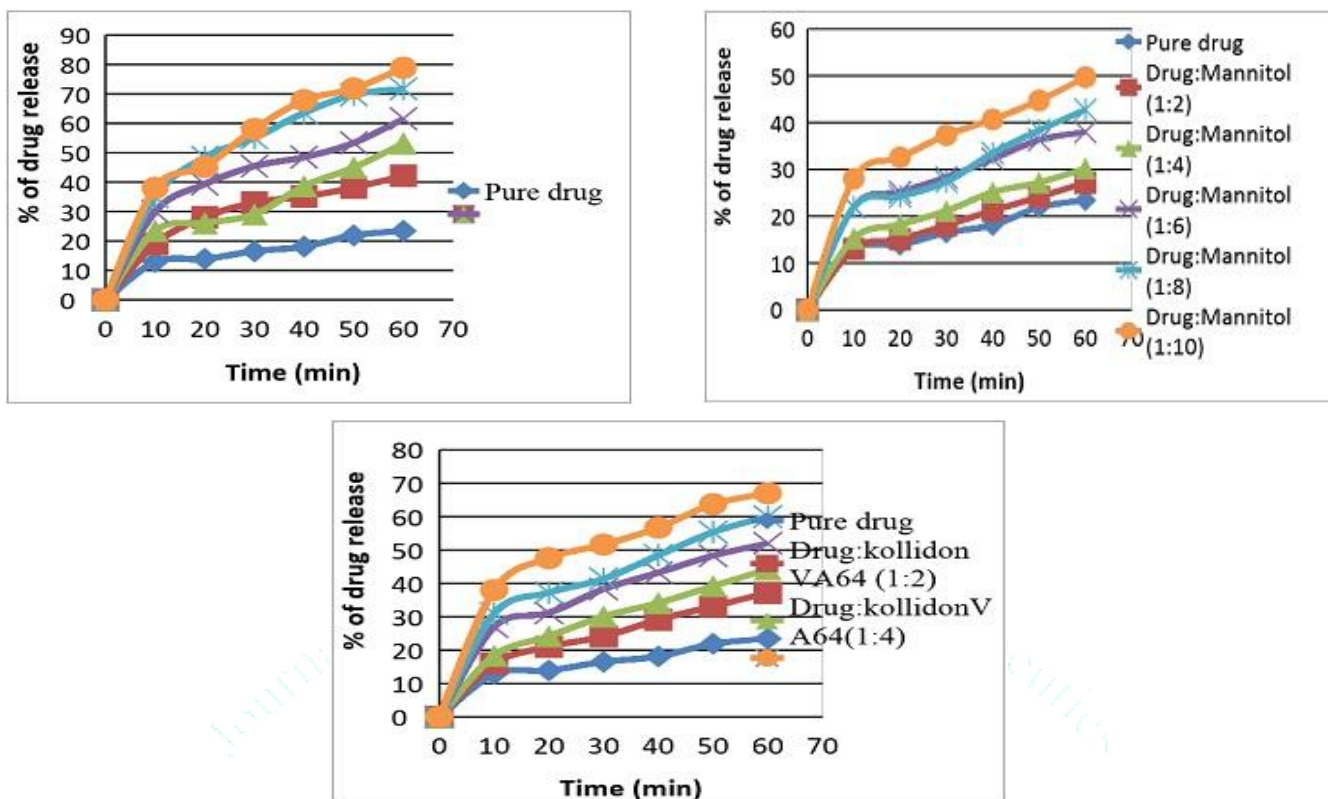 % of drug release
90
80
70
60
50
40
30
20
10
0
0 10 20 30 40 50 60 70
Time (min)
Pure drug
% of drug release
60
50
40
30
20
10
0
0 10 20 30 40 50 60 70
Time (min)
Pure drug
Drug:Mannitol
(1:2)
Drug:Mannitol
(1:4)
Drug:Mannitol
(1:6)
Drug:Mannitol
(1:8)
Drug:Mannitol
(1:10)
% of drug release
80
70
60
50
40
30
20
10
0
0 10 20 30 40 50 60 70
Time (min)
Pure drug
Drug:kollidon
VA64 (1:2)
Drug:kollidonV
A64(1:4)